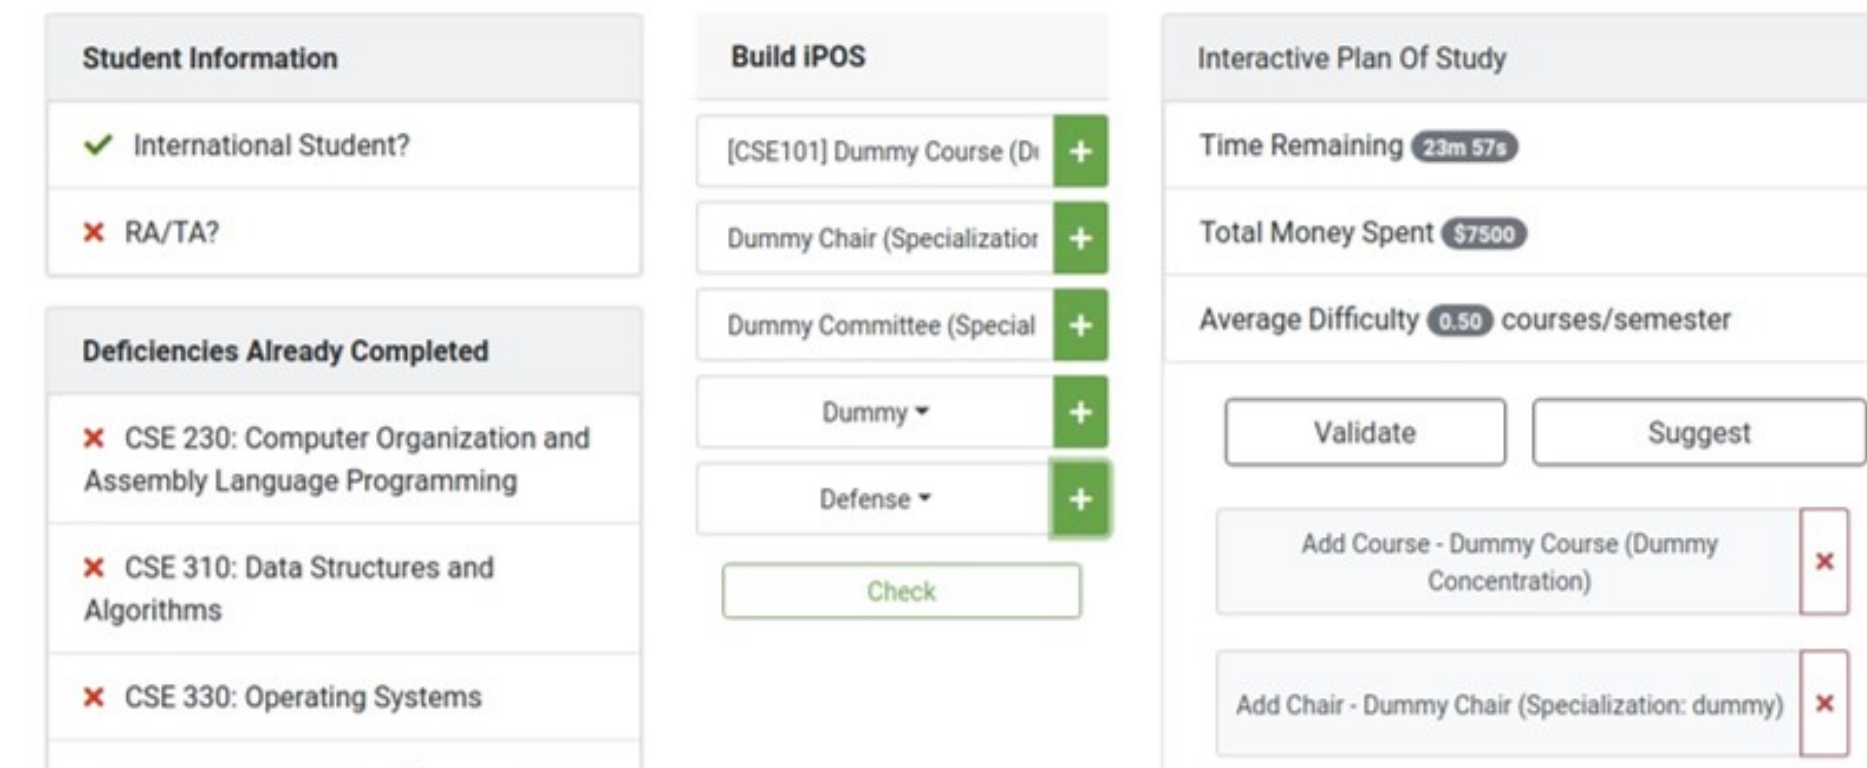 Student Information
International Student?
RA/TA?
Deficiencies Already Completed
CSE 230: Computer Organization and
Assembly Language Programming
CSE 310: Data Structures and
Algorithms
CSE 330: Operating Systems
Build iPOS
[CSE101] Dummy Course (Du
Dummy Chair (Specialization
Dummy Committee (Special
Dummy
Defense
Check
Interactive Plan Of Study
Time Remaining 23m 57s
Total Money Spent $7500
Average Difficulty 0.50 courses/semester
Validate
Suggest
Add Course - Dummy Course (Dummy
Concentration)
Add Chair - Dummy Chair (Specialization: dummy)